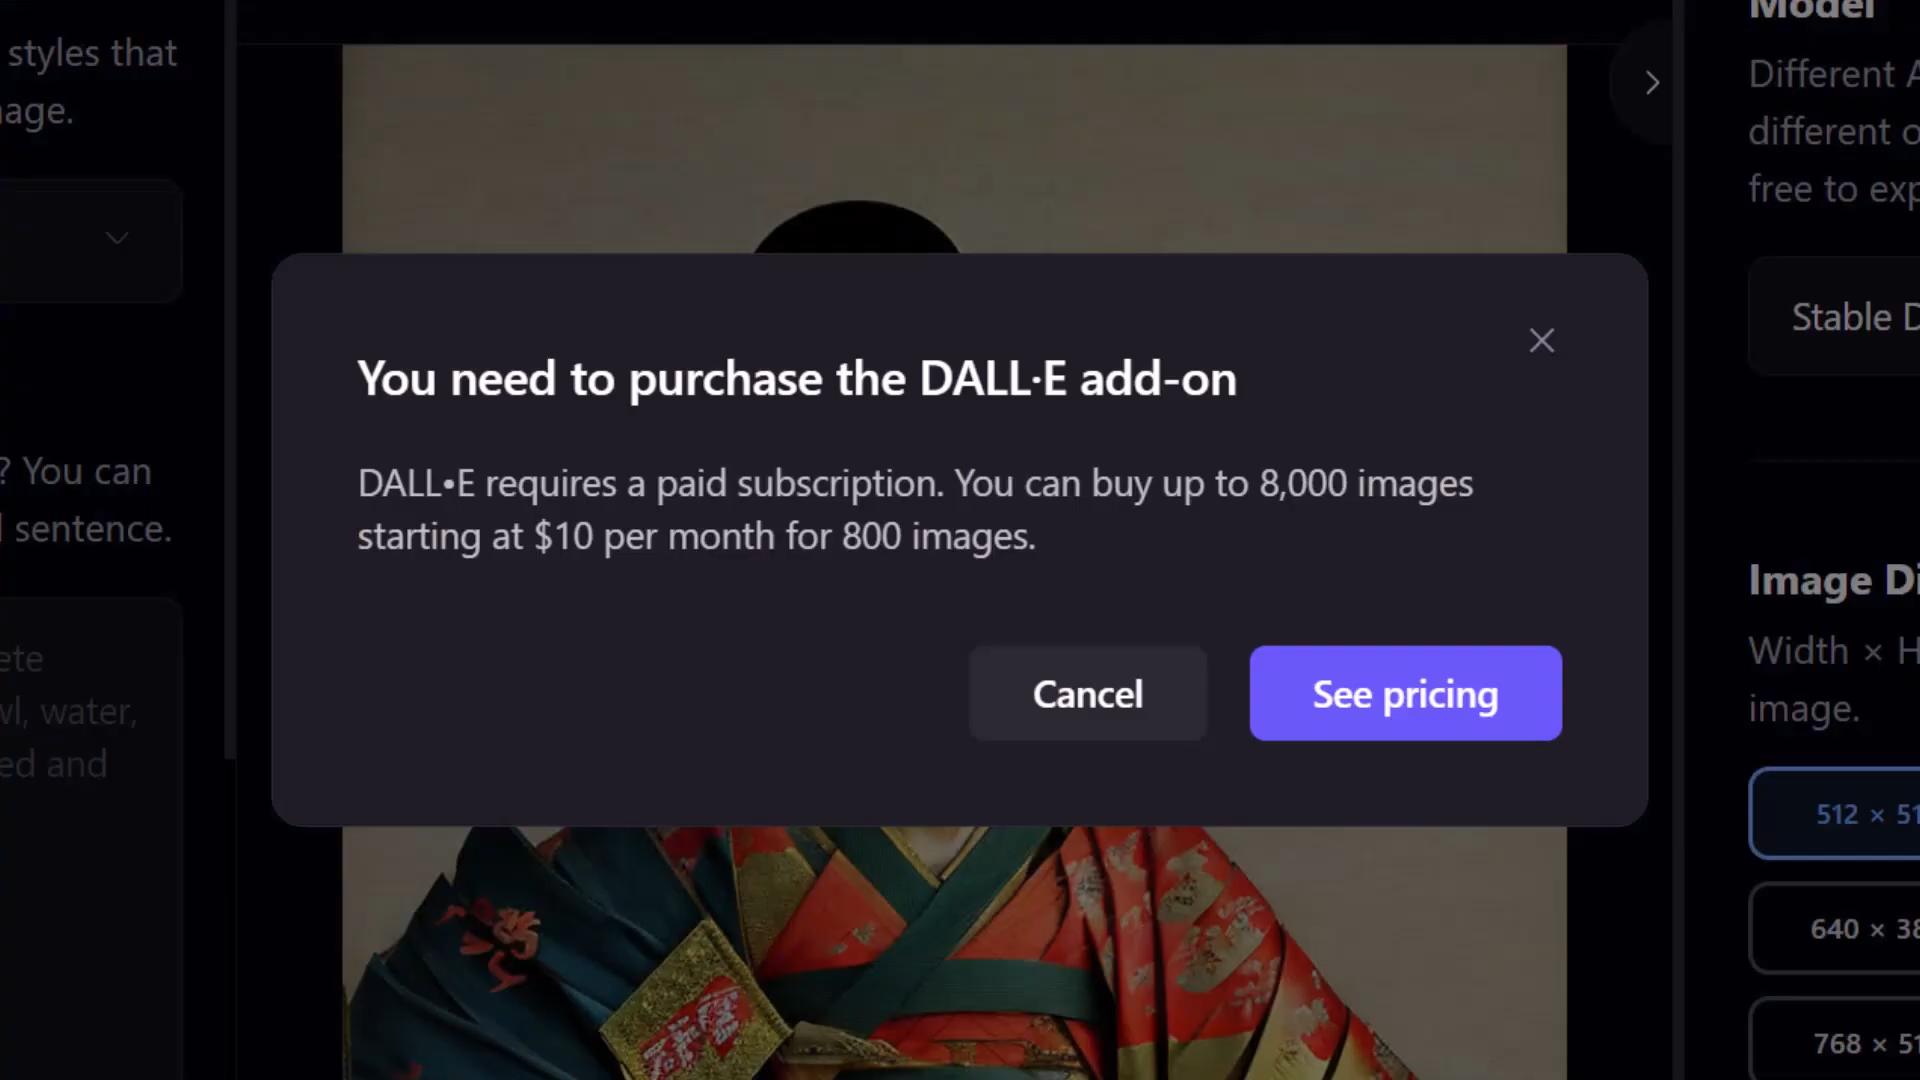 styles that
age.
? You can
sentence.
ete
wl, water,
ed and
You need to purchase the DALL·E add-on
DALL•E requires a paid subscription. You can buy up to 8,000 images
starting at $10 per month for 800 images.
Cancel
See pricing
Model
Different A
different o
free to exp
Stable D
Image Di
Width × H
image.
512 × 51
640 × 38
768 × 51